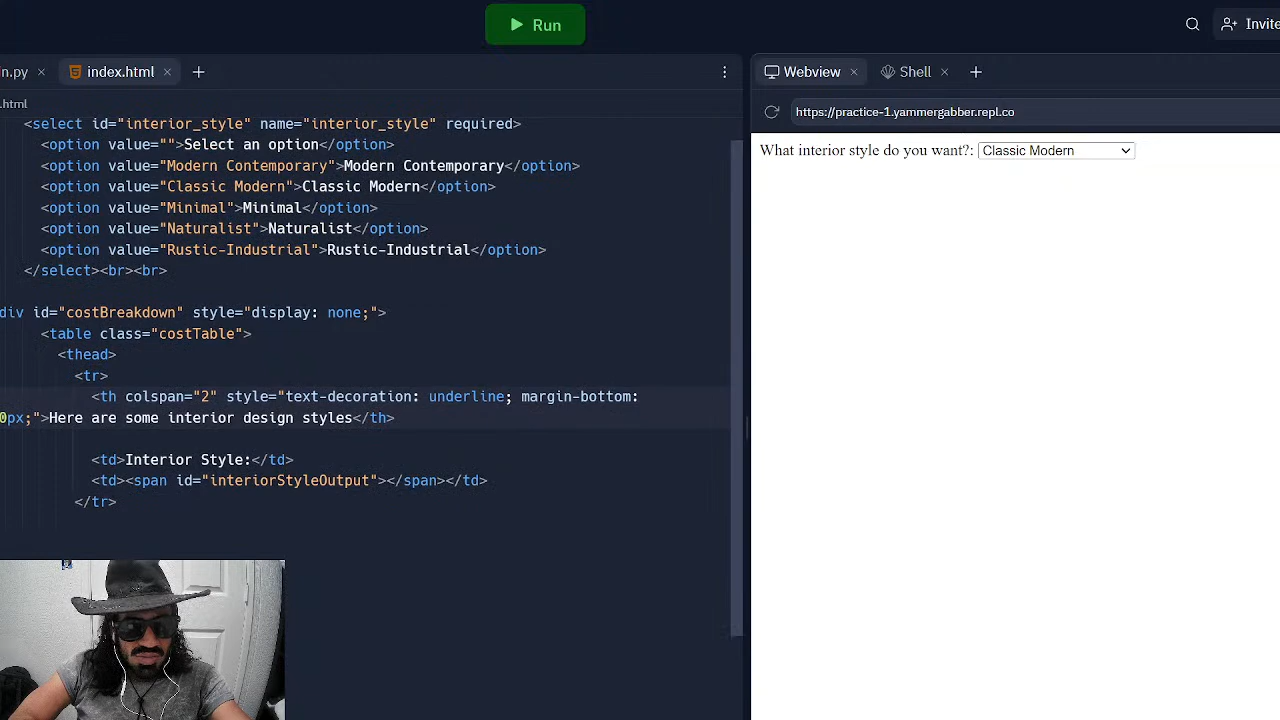 Run
Invite
n.py
index.html
Webview
Shell
.html
https://practice-1.yammergabber.repl.co
<select id="interior_style" name="interior_style" required>
<option value="">Select an option</option>
<option value="Modern Contemporary">Modern Contemporary</option>
<option value="Classic Modern">Classic Modern</option>
<option value="Minimal">Minimal</option>
<option value="Naturalist">Naturalist</option>
<option value="Rustic-Industrial">Rustic-Industrial</option>
</select><br><br>
div id="costBreakdown" style="display: none;">
<table class="costTable">
<thead>
<tr>
<th colspan="2" style="text-decoration: underline; margin-bottom:
0px;">Here are some interior design styles</th>
<td>Interior Style:</td>
<td><span id="interiorStyleOutput"></span></td>
</tr>
What interior style do you want?: Classic Modern